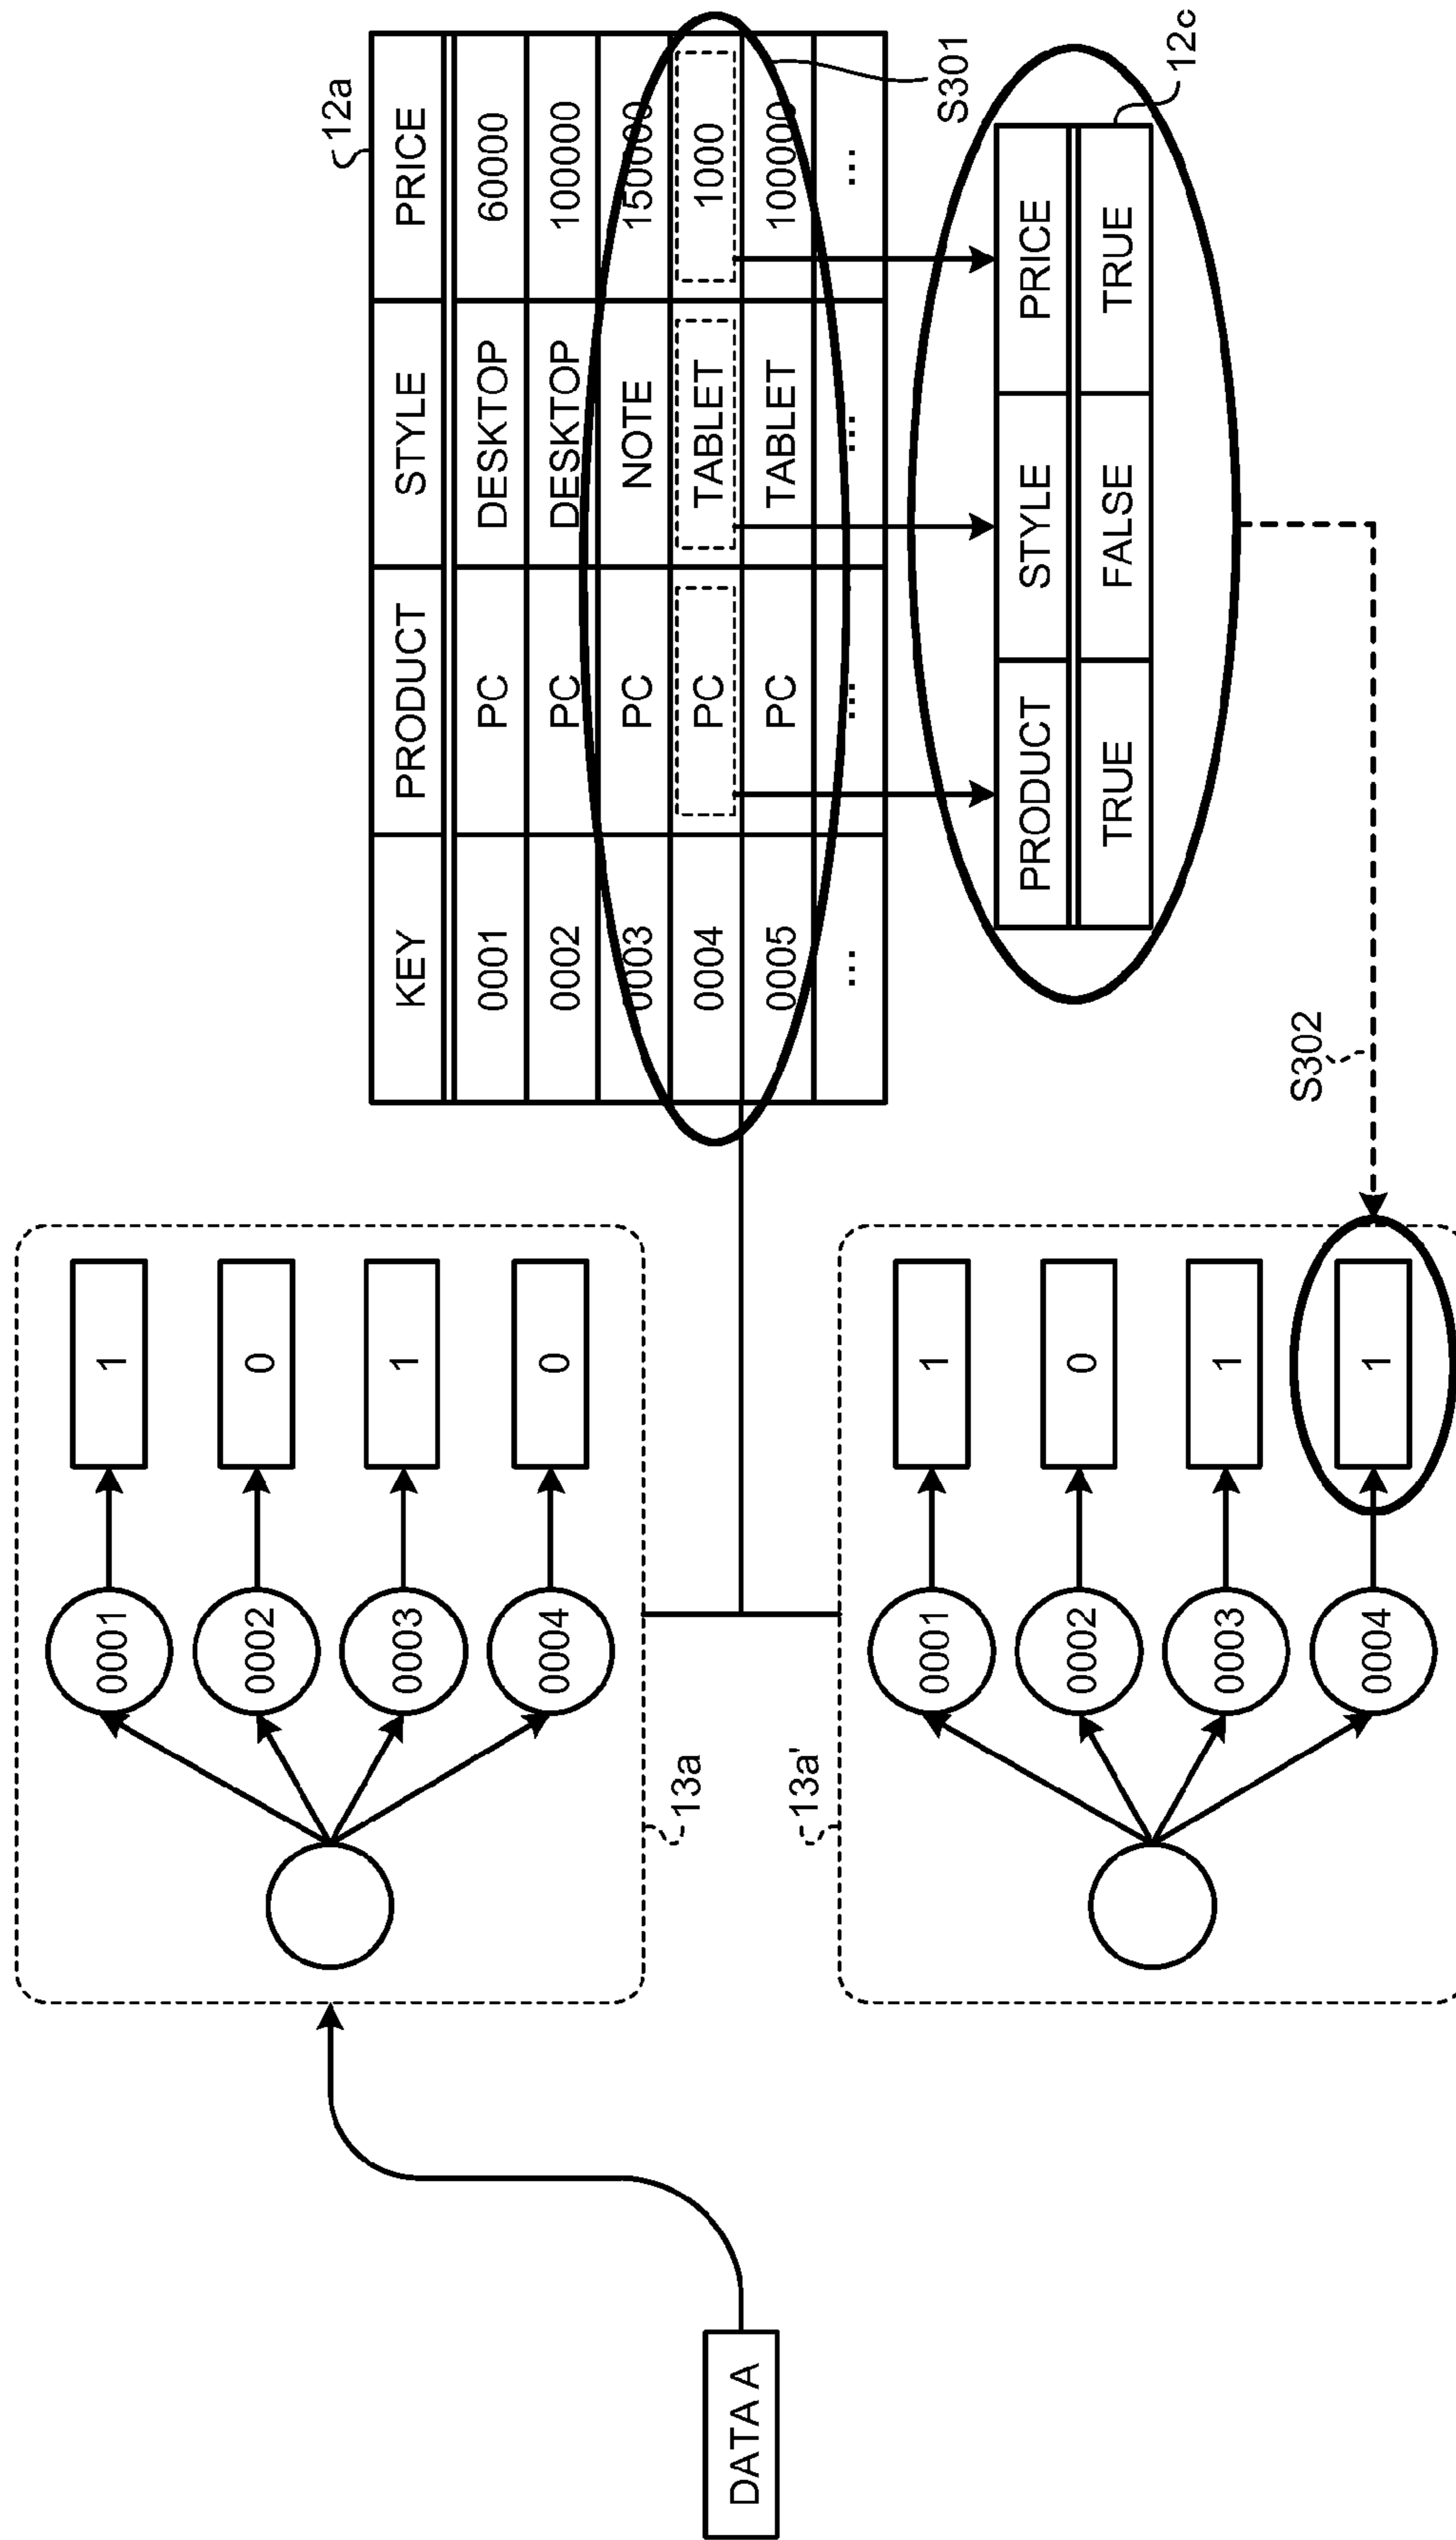 DATA A
13a
0001 1
0002 0
0003 1
0004 0
13a'
0001 1
0002 0
0003 1
0004 1
12a
KEY PRODUCT STYLE PRICE
0001 PC DESKTOP 60000
0002 PC DESKTOP 100000
0003 PC NOTE 150000
0004 PC TABLET 1000
0005 PC TABLET 100000
... ... ... ...
S301
PRODUCT STYLE PRICE
TRUE FALSE TRUE
12c
S302